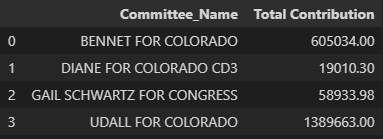 Committee_Name Total Contribution
0 BENNET FOR COLORADO 605034.00
1 DIANE FOR COLORADO CD3 19010.30
2 GAIL SCHWARTZ FOR CONGRESS 58933.98
3 UDALL FOR COLORADO 1389663.00